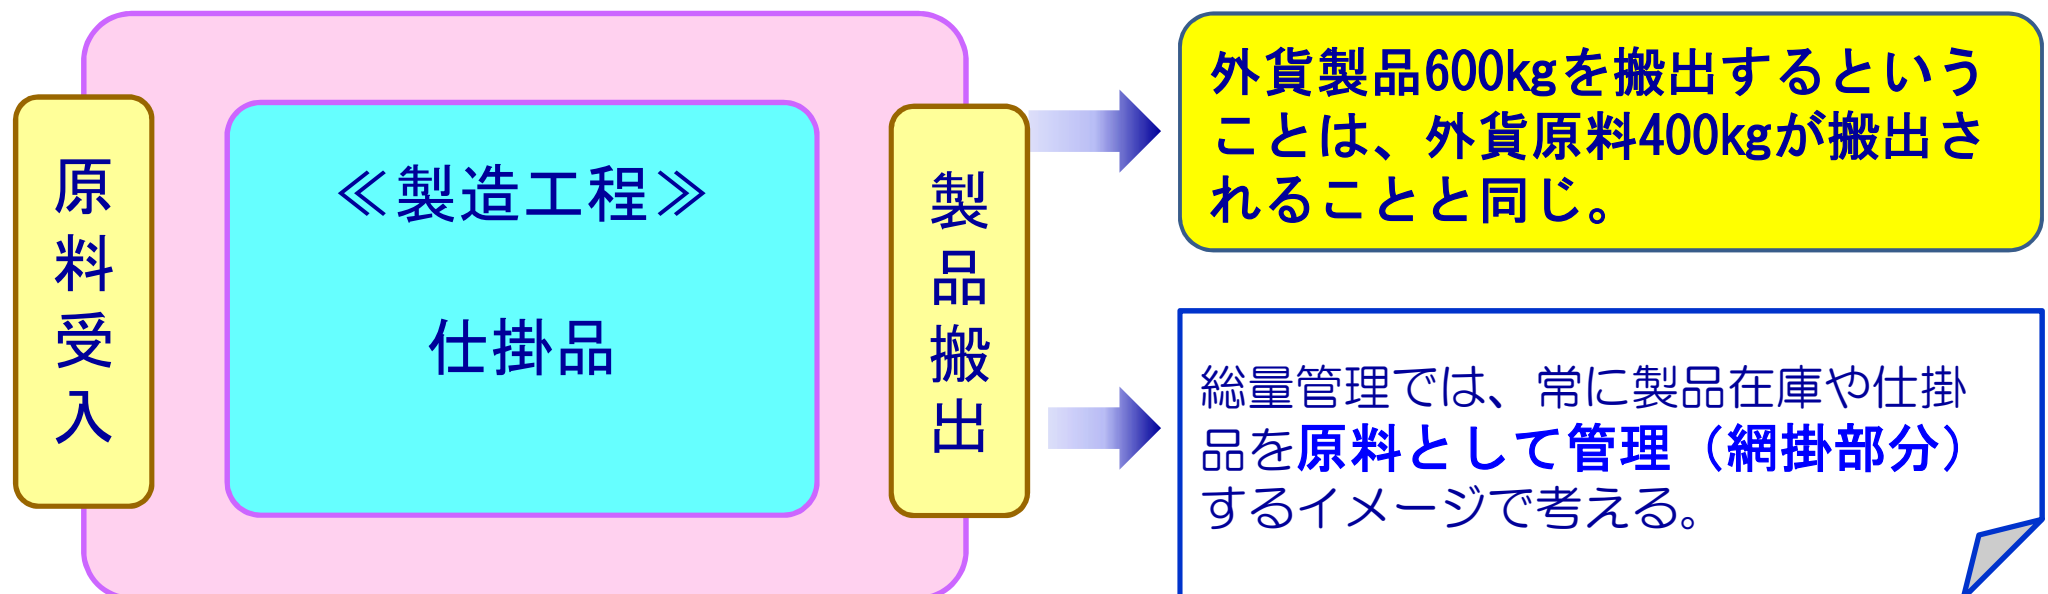 原料受入
≪製造工程≫
仕掛品
製品搬出
外貨製品600kgを搬出するという
ことは、外貨原料400kgが搬出さ
れることと同じ。
総量管理では、常に製品在庫や仕掛
品を原料として管理（網掛部分）
するイメージで考える。